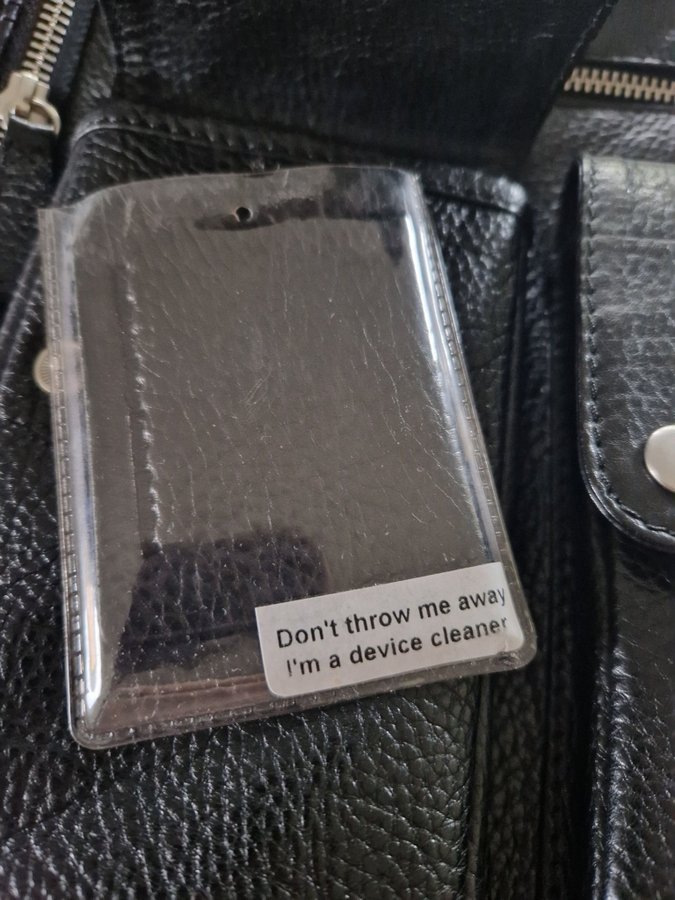 Don't throw me away
I'm a device cleaner